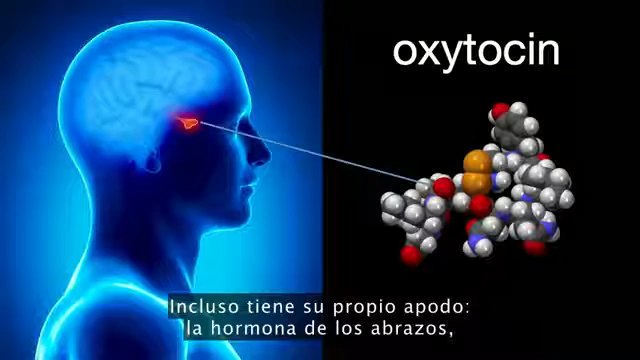 oxytocin
Incluso tiene su propio apodo:
la hormona de los abrazos,